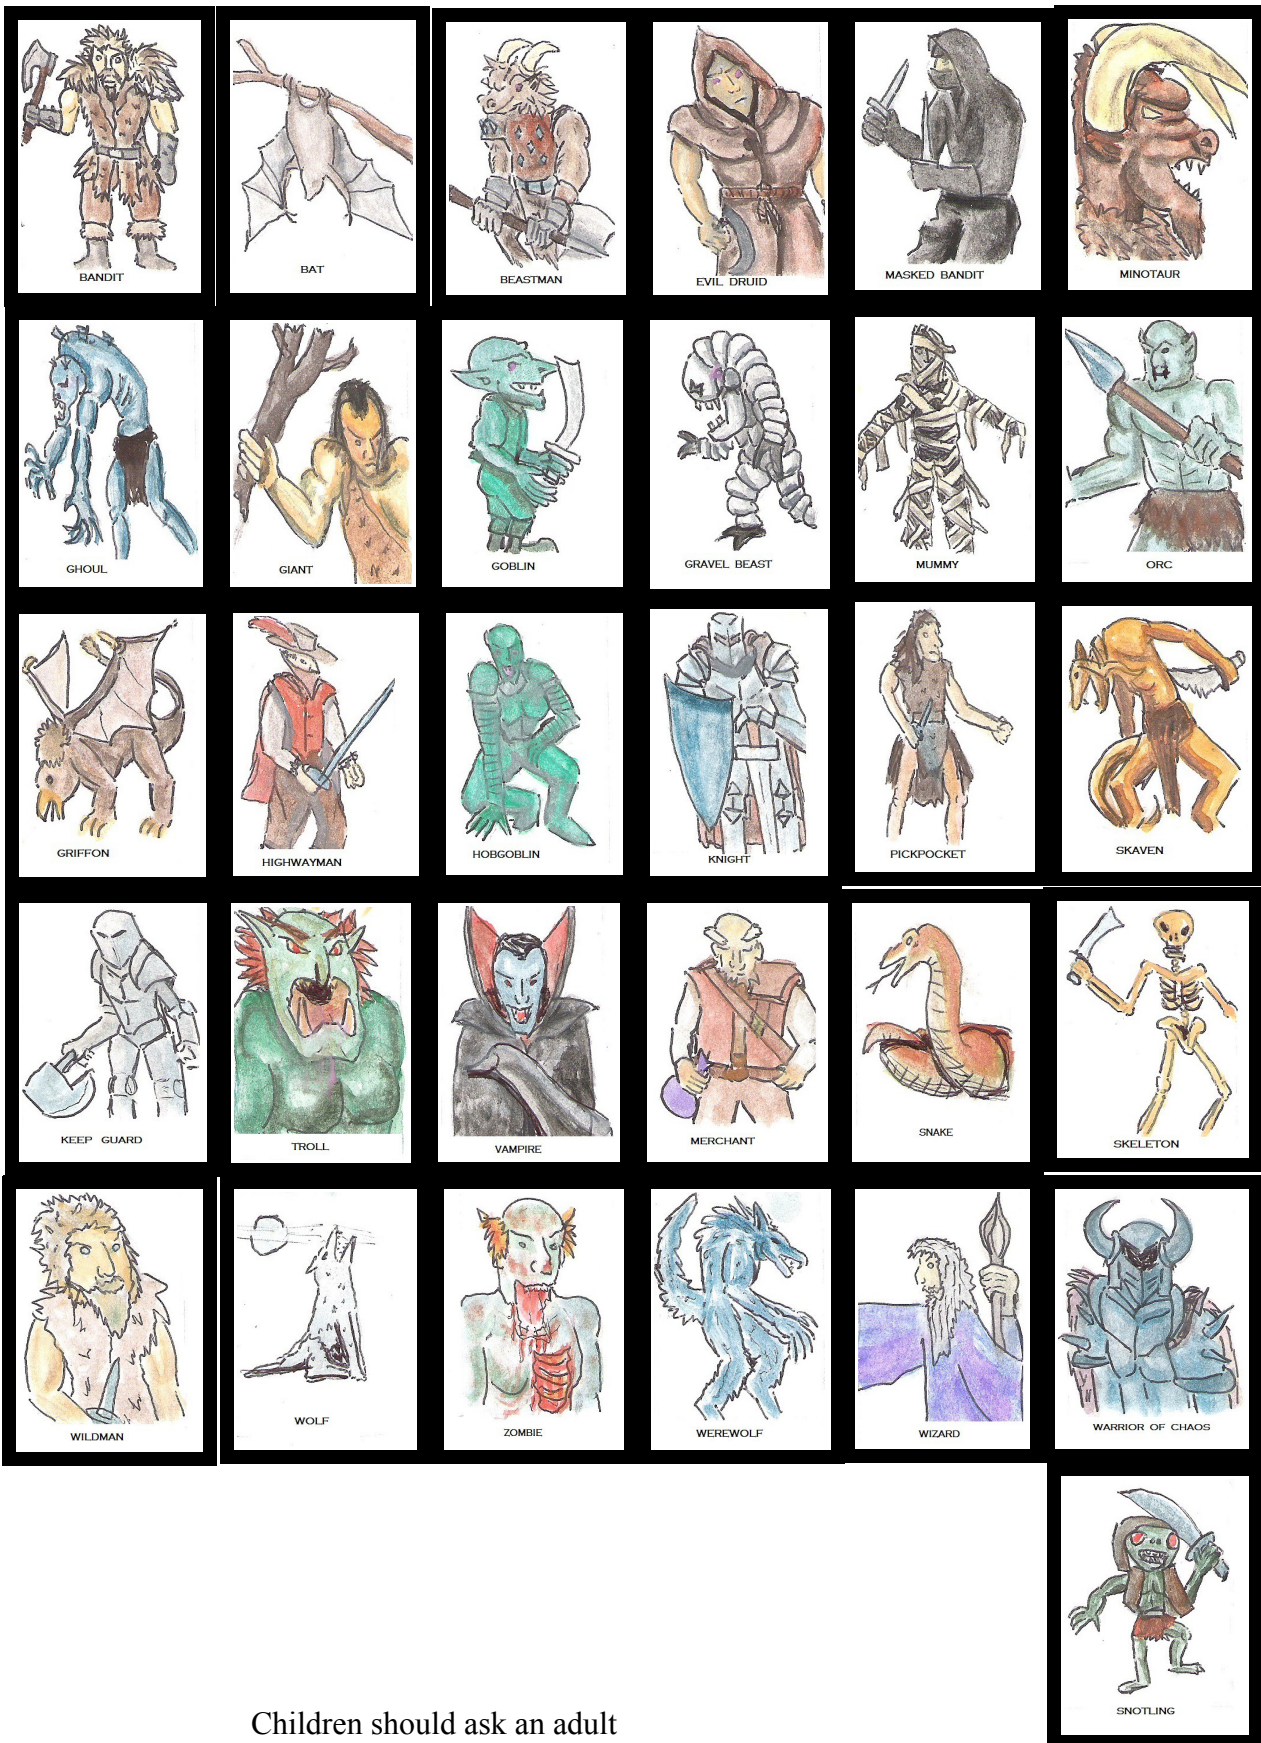 BANDIT
BAT
BEASTMAN
EVIL DRUID
MASKED BANDIT
MINOTAUR
GHOUL
GIANT
GOBLIN
GRAVEL BEAST
MUMMY
ORC
GRIFFON
HIGHWAYMAN
HOBGOBLIN
KNIGHT
PICKPOCKET
SKAVEN
KEEP GUARD
TROLL
VAMPIRE
MERCHANT
SNAKE
SKELETON
WILDMAN
WOLF
ZOMBIE
WEREWOLF
WIZARD
WARRIOR OF CHAOS
SNOTLING
Children should ask an adult